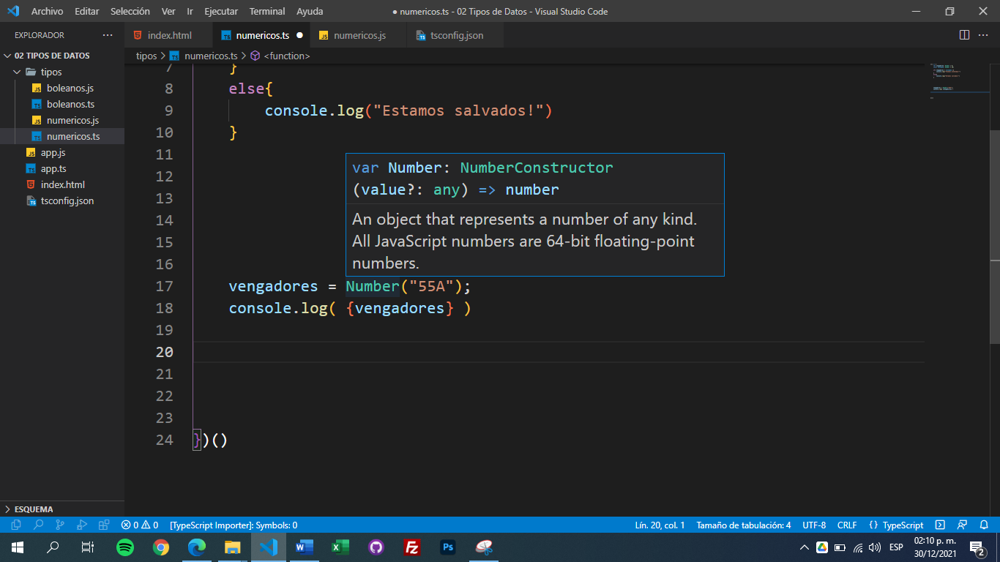 Archivo Editar Selección Ver Ir Ejecutar Terminal Ayuda
● numericos.ts - 02 Tipos de Datos - Visual Studio Code
EXPLORADOR ···
02 TIPOS DE DATOS
tipos
boleanos.js
boleanos.ts
numericos.js
numericos.ts
app.js
app.ts
index.html
tsconfig.json
ESQUEMA
index.html numericos.ts ● numericos.js tsconfig.json
tipos > numericos.ts > <function>
7 }
8 else{
9 console.log("Estamos salvados!")
10 }
11
12
13
14
15
16
var Number: NumberConstructor
(value?: any) => number
An object that represents a number of any kind.
All JavaScript numbers are 64-bit floating-point
numbers.
17 vengadores = Number("55A");
18 console.log( {vengadores} )
19
20
21
22
23
24 })()
0 0 [TypeScript Importer]: Symbols: 0 Lín. 20, col. 1 Tamaño de tabulación: 4 UTF-8 CRLF {} TypeScript
ESP 02:10 p. m.
30/12/2021 2